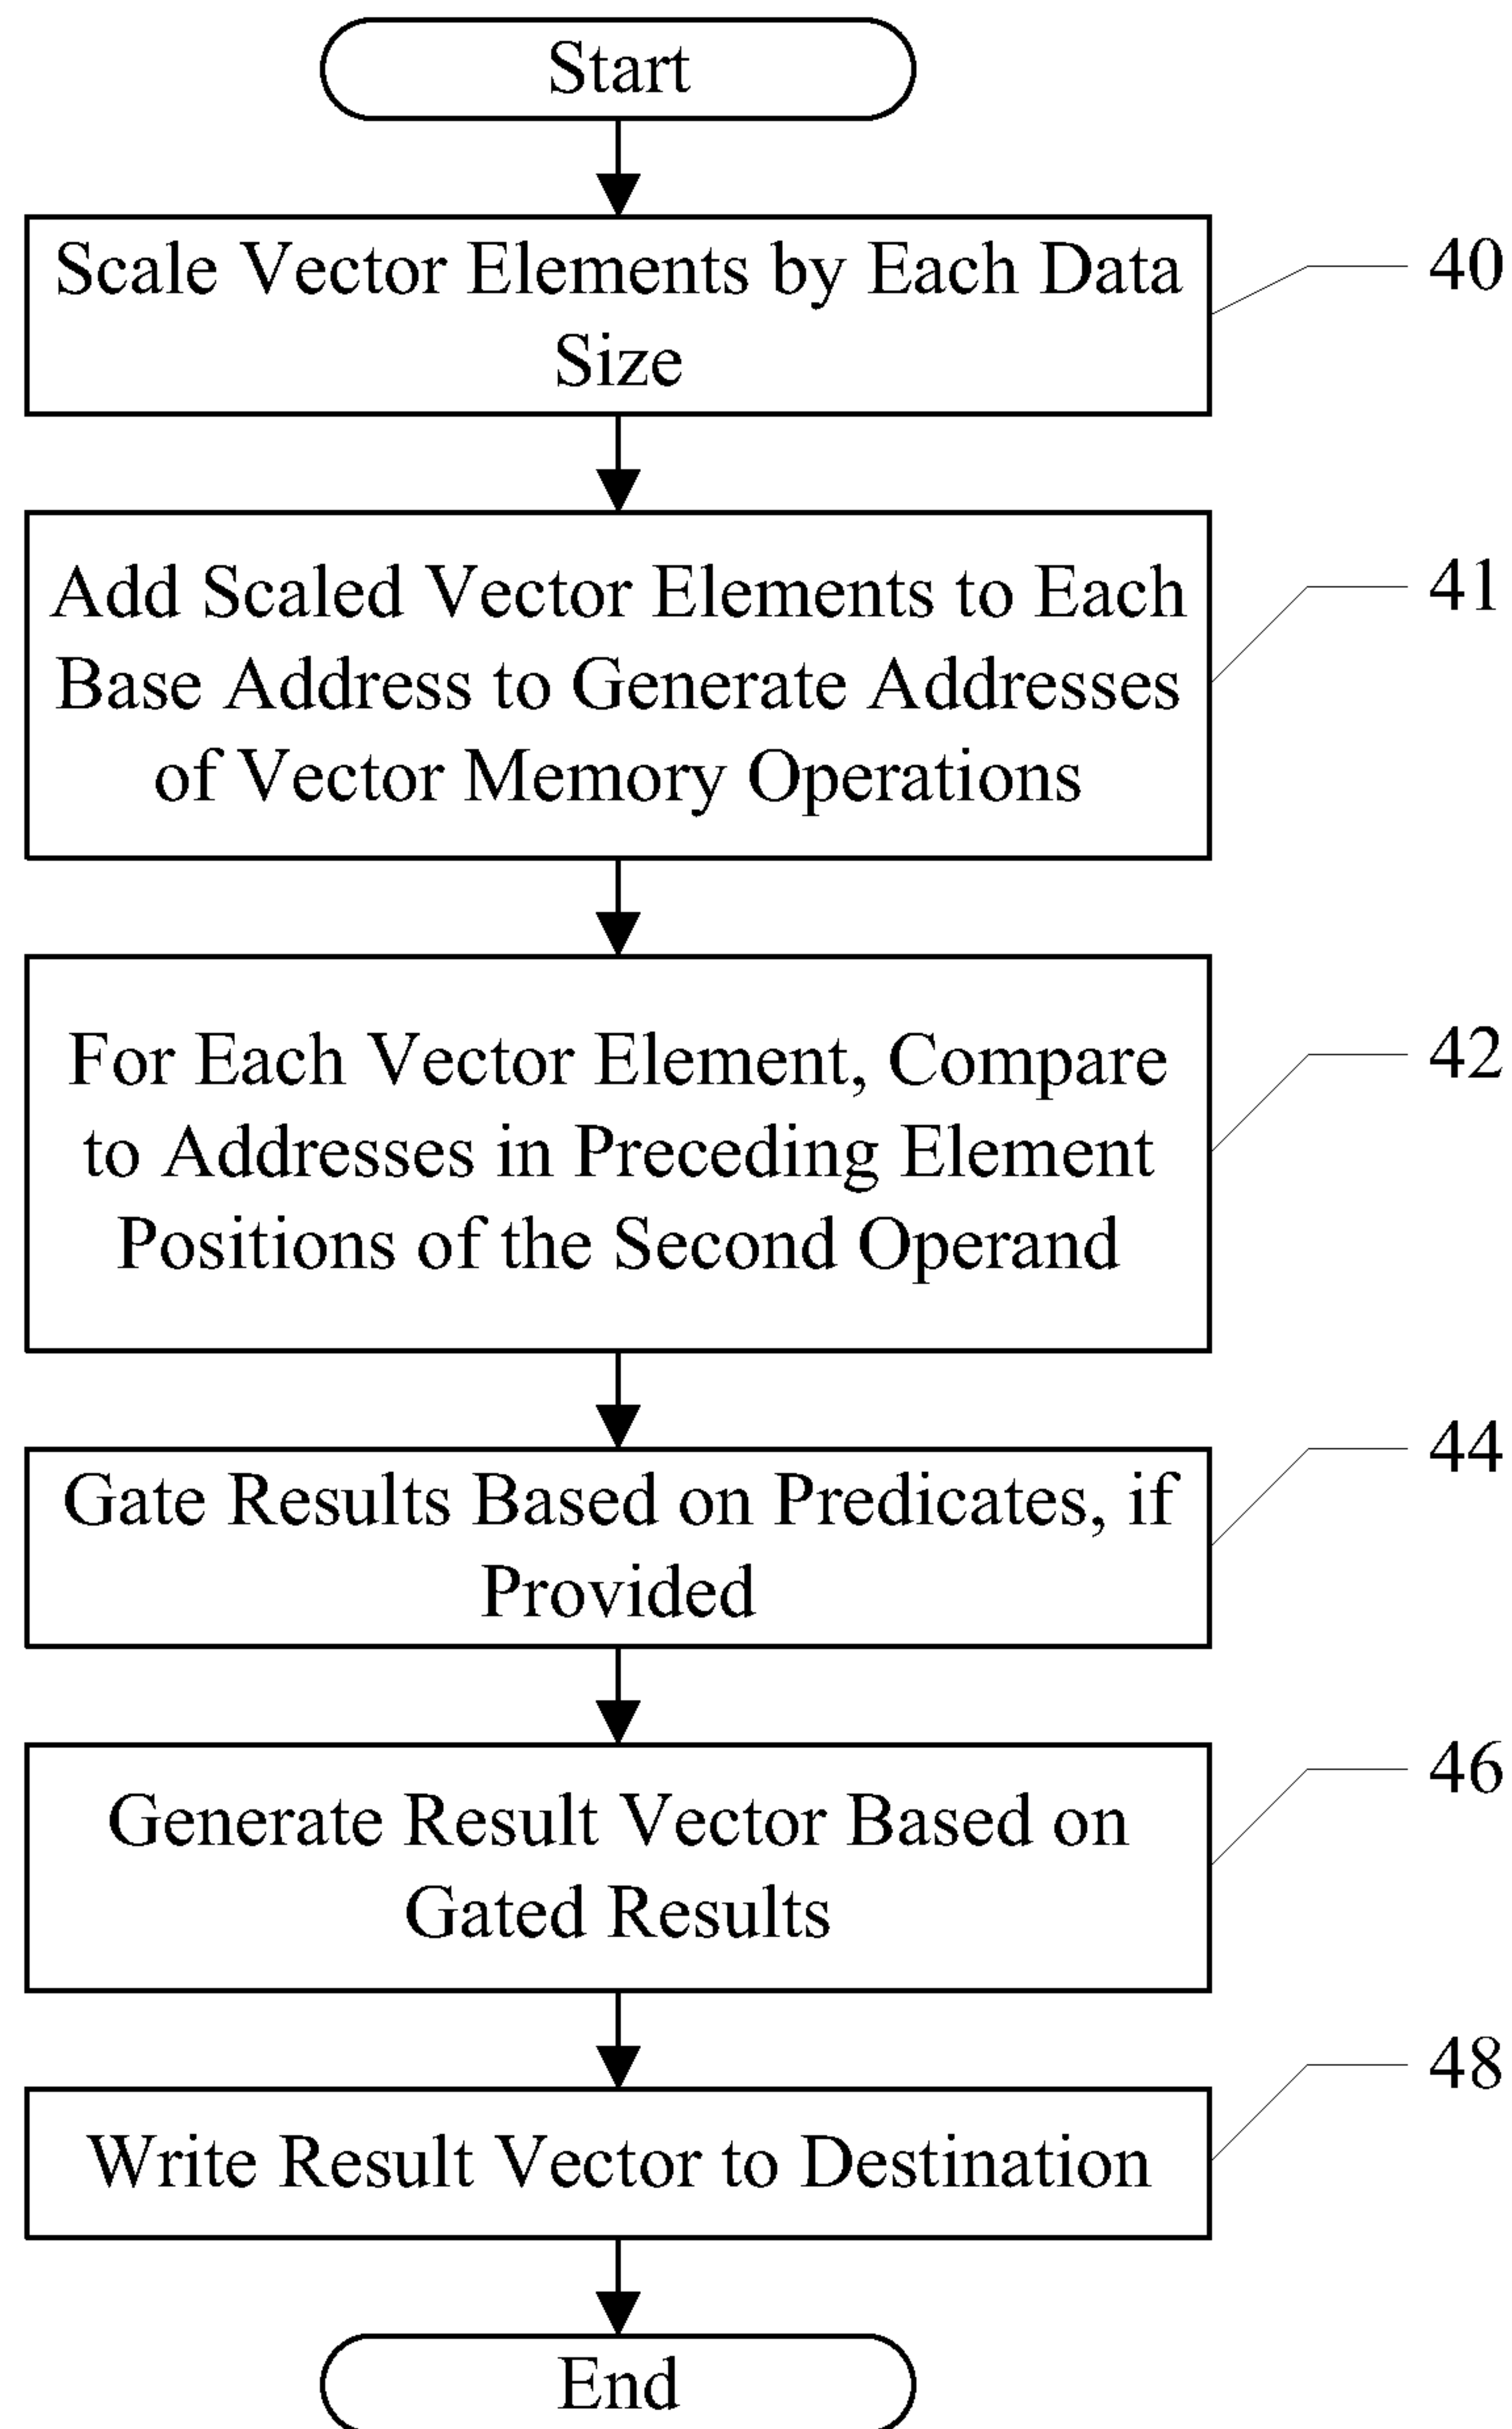 Start
Scale Vector Elements by Each Data
Size
40
Add Scaled Vector Elements to Each
Base Address to Generate Addresses
of Vector Memory Operations
41
For Each Vector Element, Compare
to Addresses in Preceding Element
Positions of the Second Operand
42
Gate Results Based on Predicates, if
Provided
44
Generate Result Vector Based on
Gated Results
46
Write Result Vector to Destination
48
End